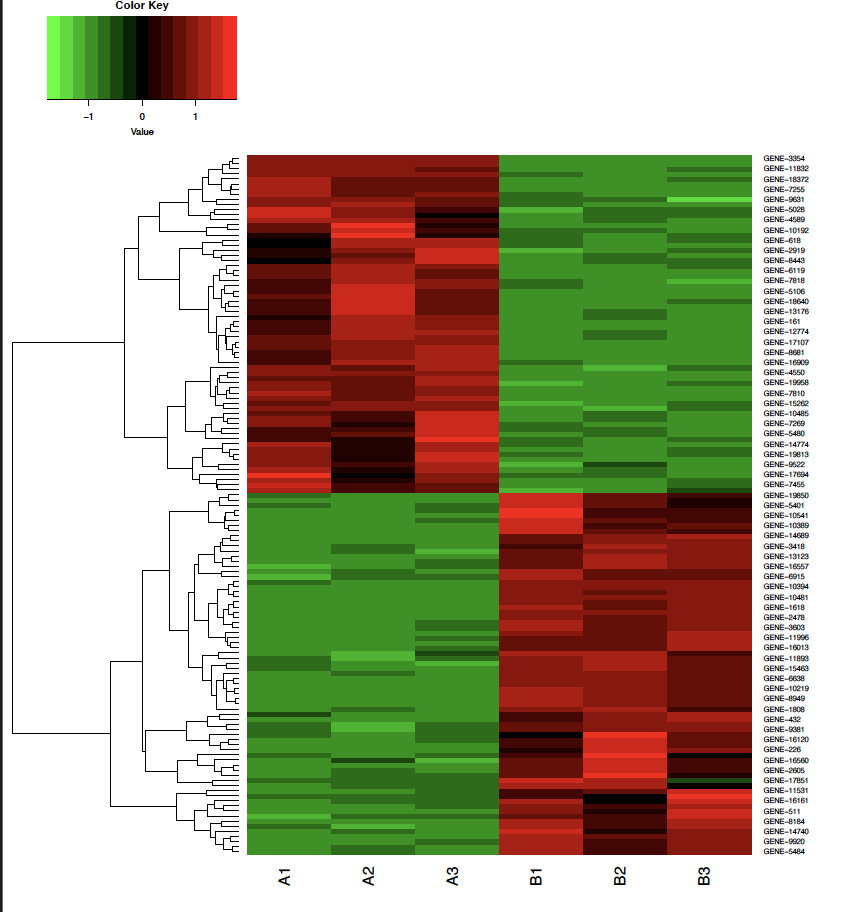 Color Key
−1 0 1
Value
GENE−3354
GENE−11832
GENE−18372
GENE−7255
GENE−9631
GENE−5028
GENE−4589
GENE−10192
GENE−618
GENE−2919
GENE−8443
GENE−6119
GENE−7818
GENE−5106
GENE−18640
GENE−13176
GENE−161
GENE−12774
GENE−17107
GENE−8681
GENE−16909
GENE−4550
GENE−19958
GENE−7810
GENE−15262
GENE−10485
GENE−7269
GENE−5480
GENE−14774
GENE−19813
GENE−9522
GENE−17694
GENE−7455
GENE−19850
GENE−5401
GENE−10541
GENE−10389
GENE−14689
GENE−3418
GENE−13123
GENE−16557
GENE−6915
GENE−10394
GENE−10481
GENE−1618
GENE−2478
GENE−3603
GENE−11996
GENE−16013
GENE−11893
GENE−15463
GENE−6638
GENE−10219
GENE−8949
GENE−1808
GENE−432
GENE−9381
GENE−16120
GENE−226
GENE−16560
GENE−2605
GENE−17851
GENE−11531
GENE−16161
GENE−511
GENE−8184
GENE−14740
GENE−9920
GENE−5484
A1 A2 A3 B1 B2 B3